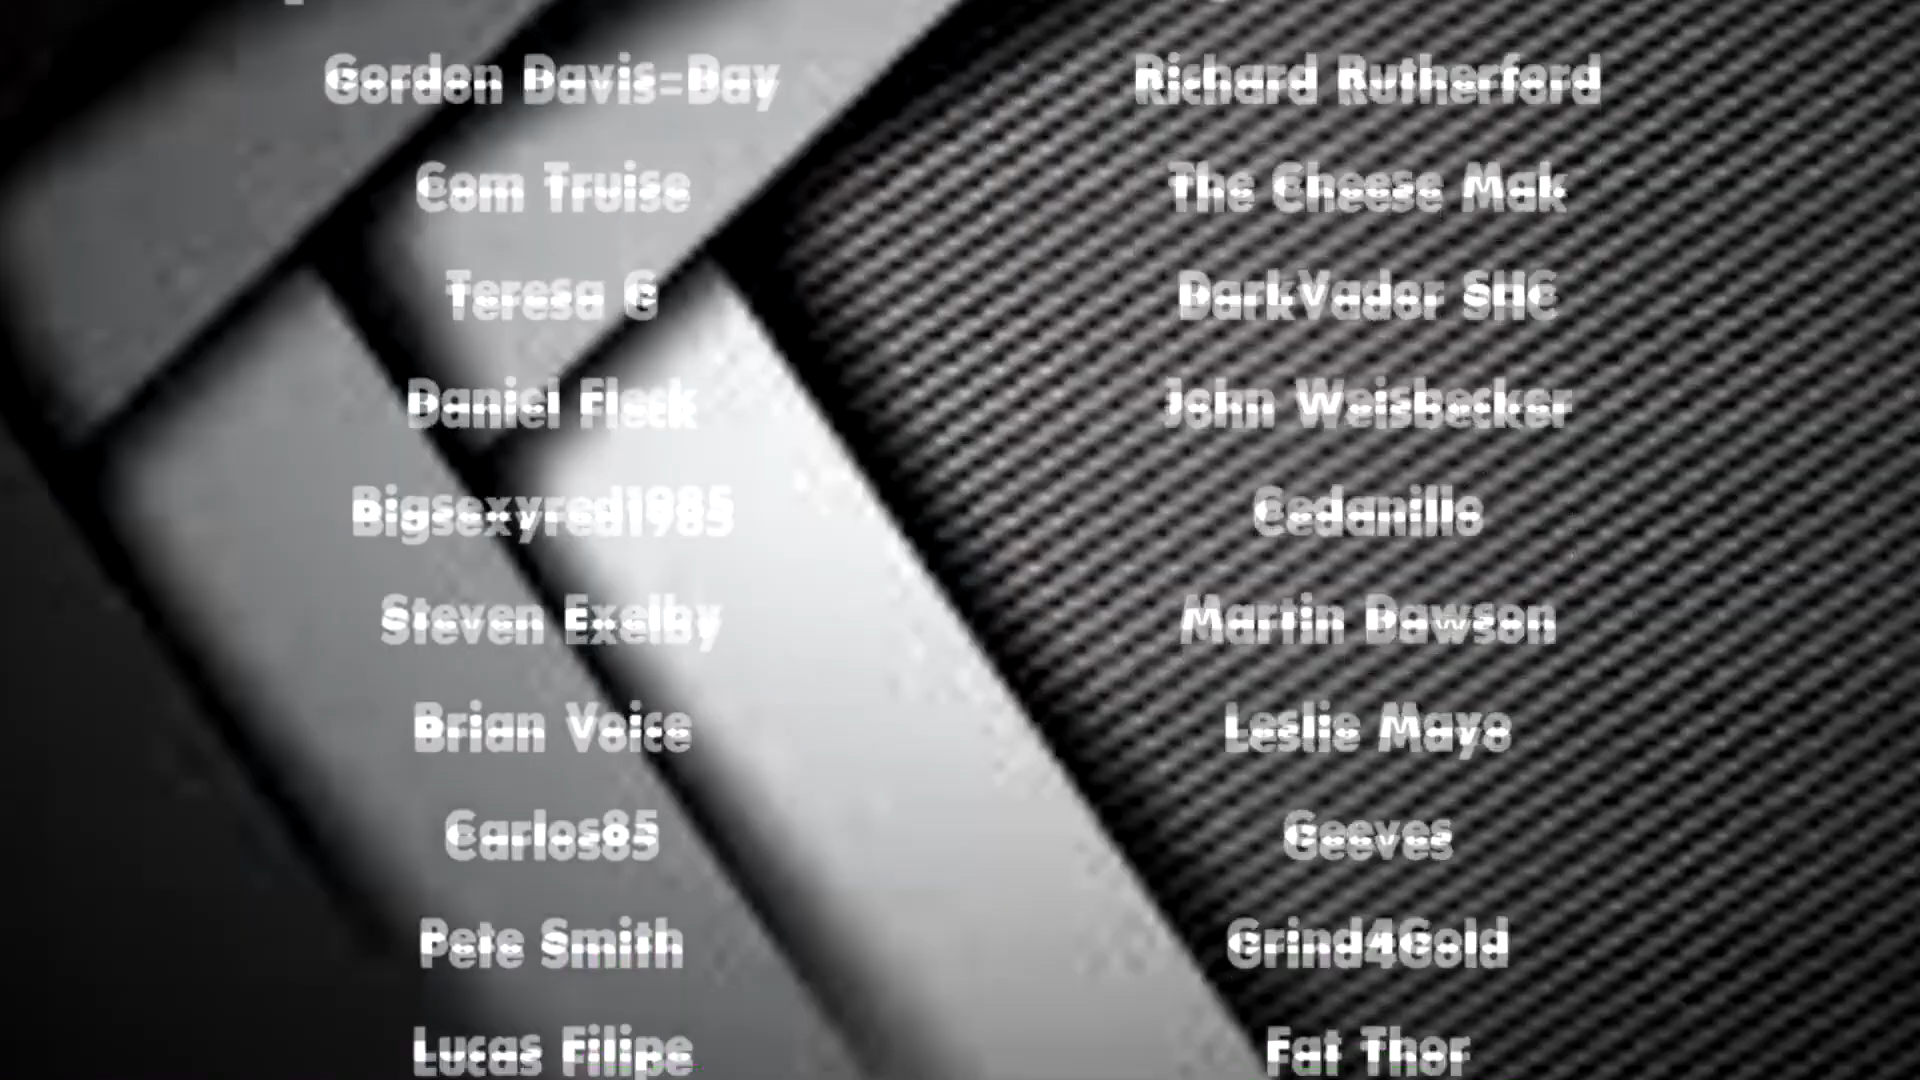 Gordon Davis-Day
Richard Rutherford
Com Truise
The Cheese Mak
Teresa G
DarkVador SHC
Daniel Fleck
John Weisbecker
Bigsexyred1985
Cedanillo
Steven Exelby
Martin Dawson
Brian Voice
Leslie Mayo
Carlos85
Geeves
Pete Smith
Grind4Gold
Lucas Filipe
Fat Thor